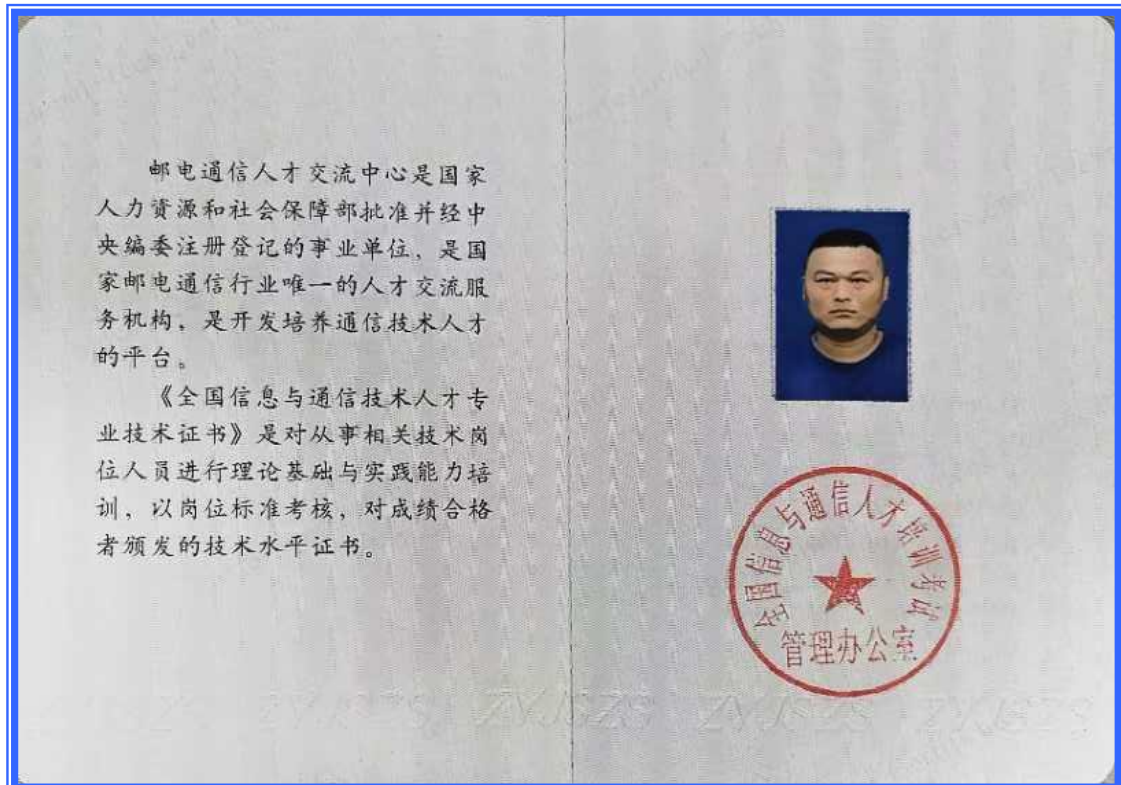 邮电通信人才交流中心是国家
人力资源和社会保障部批准并经中
央编委注册登记的事业单位，是国
家邮电通信行业唯一的人才交流服
务机构，是开发培养通信技术人才
的平台。
《全国信息与通信技术人才专
业技术证书》是对从事相关技术岗
位人员进行理论基础与实践能力培
训，以岗位标准考核，对成绩合格
者颁发的技术水平证书。
全国信息与通信人才培训考试
管理办公室